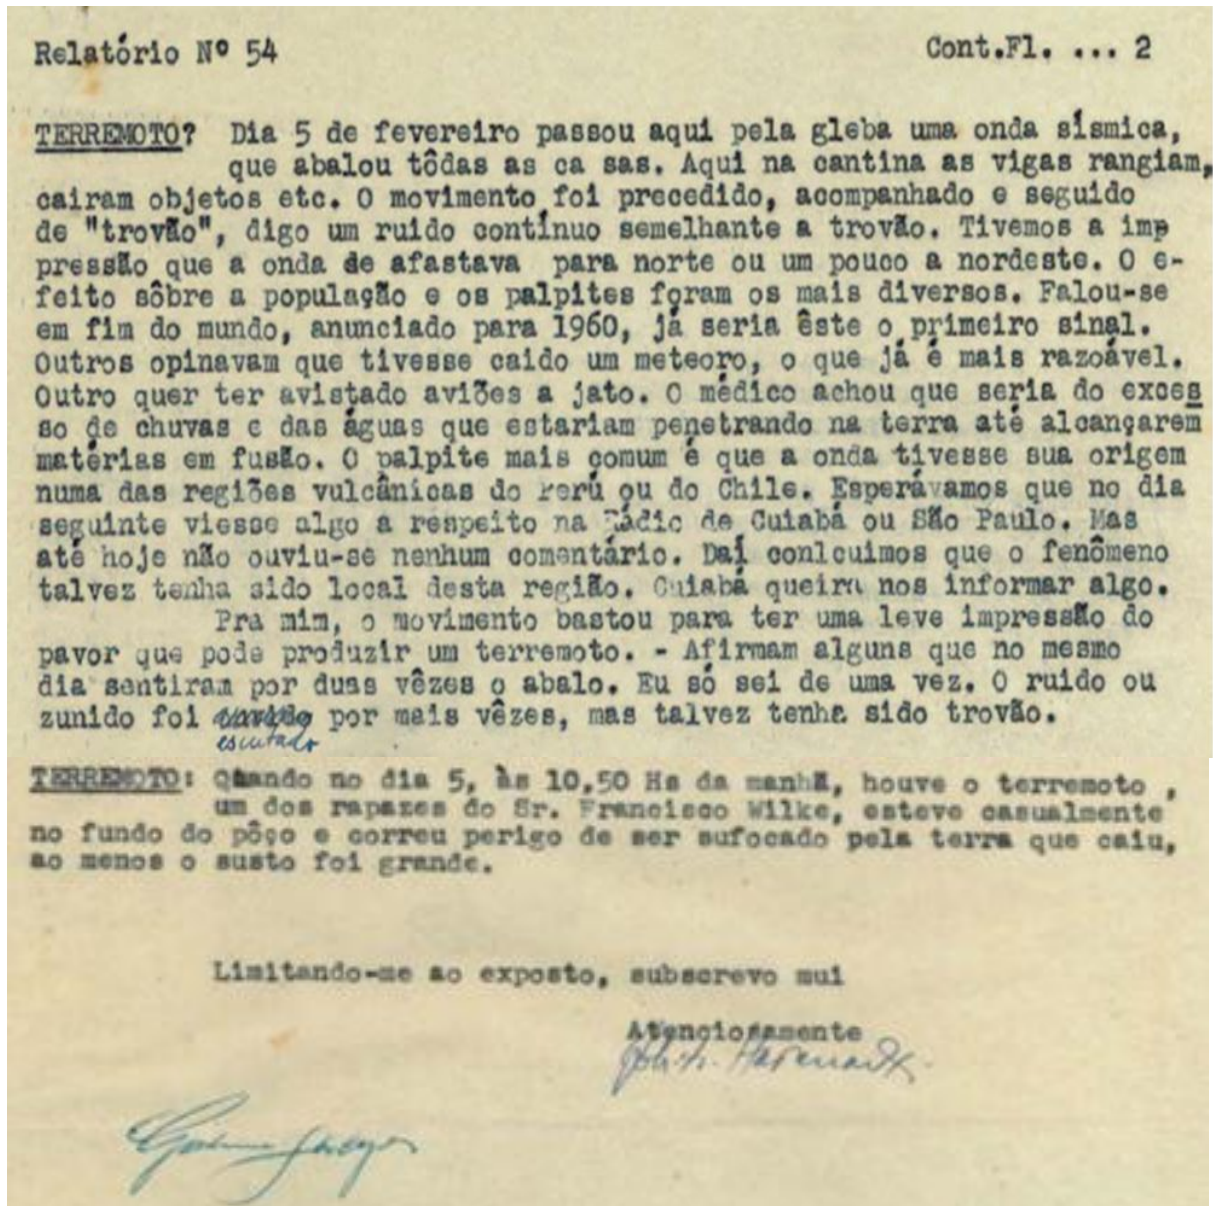 Relatório Nº 54 Cont.Fl. ... 2
TERREMOTO? Dia 5 de fevereiro passou aqui pela gleba uma onda sísmica,
que abalou tôdas as ca sas. Aqui na cantina as vigas rangiam,
cairam objetos etc. O movimento foi precedido, acompanhado e seguido
de "trovão", digo um ruido contínuo semelhante a trovão. Tivemos a imp
pressão que a onda de afastava para norte ou um pouco a nordeste. O e-
feito sôbre a população e os palpites foram os mais diversos. Falou-se
em fim do mundo, anunciado para 1960, já seria êste o primeiro sinal.
Outros opinavam que tivesse caido um meteoro, o que já é mais razoável.
Outro quer ter avistado aviões a jato. O médico achou que seria do exces
so de chuvas e das águas que estariam penetrando na terra até alcançarem
matérias em fusão. O palpite mais comum é que a onda tivesse sua origem
numa das regiões vulcânicas do Perú ou do Chile. Esperávamos que no dia
seguinte viesse algo a respeito na Rádio de Cuiabá ou São Paulo. Mas
até hoje não ouviu-se nenhum comentário. Daí conlcuimos que o fenômeno
talvez tenha sido local desta região. Cuiabá queira nos informar algo.
Pra mim, o movimento bastou para ter uma leve impressão do
pavor que pode produzir um terremoto. - Afirmam alguns que no mesmo
dia sentiram por duas vêzes o abalo. Eu só sei de uma vez. O ruido ou
zunido foi por mais vêzes, mas talvez tenha sido trovão.
escutado
TERREMOTO: Quando no dia 5, às 10,50 Hs da manhã, houve o terremoto ,
um dos rapazes do Sr. Francisco Wilke, esteve casualmente
no fundo do pôço e correu perigo de ser sufocado pela terra que caiu,
ao menos o susto foi grande.
Limitando-me ao exposto, subscrevo mui
Atenciosamente